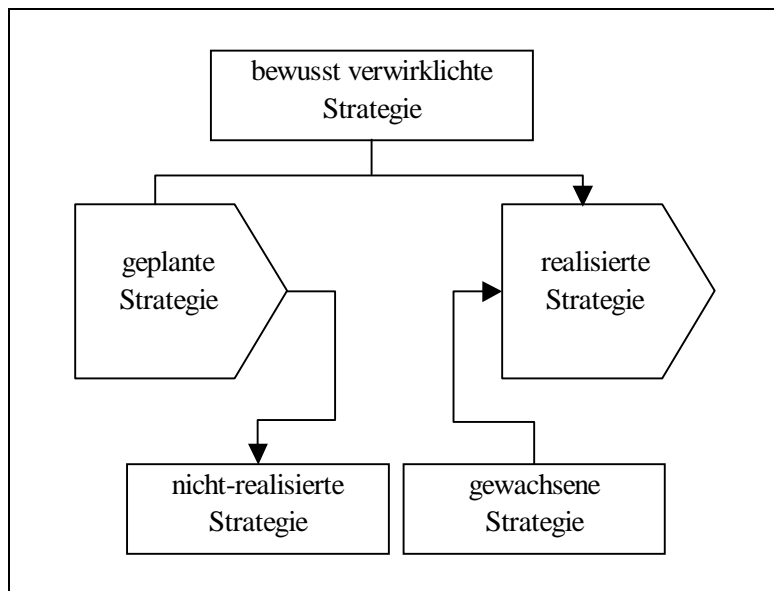 bewusst verwirklichte
Strategie
geplante
Strategie
realisierte
Strategie
nicht-realisierte
Strategie
gewachsene
Strategie